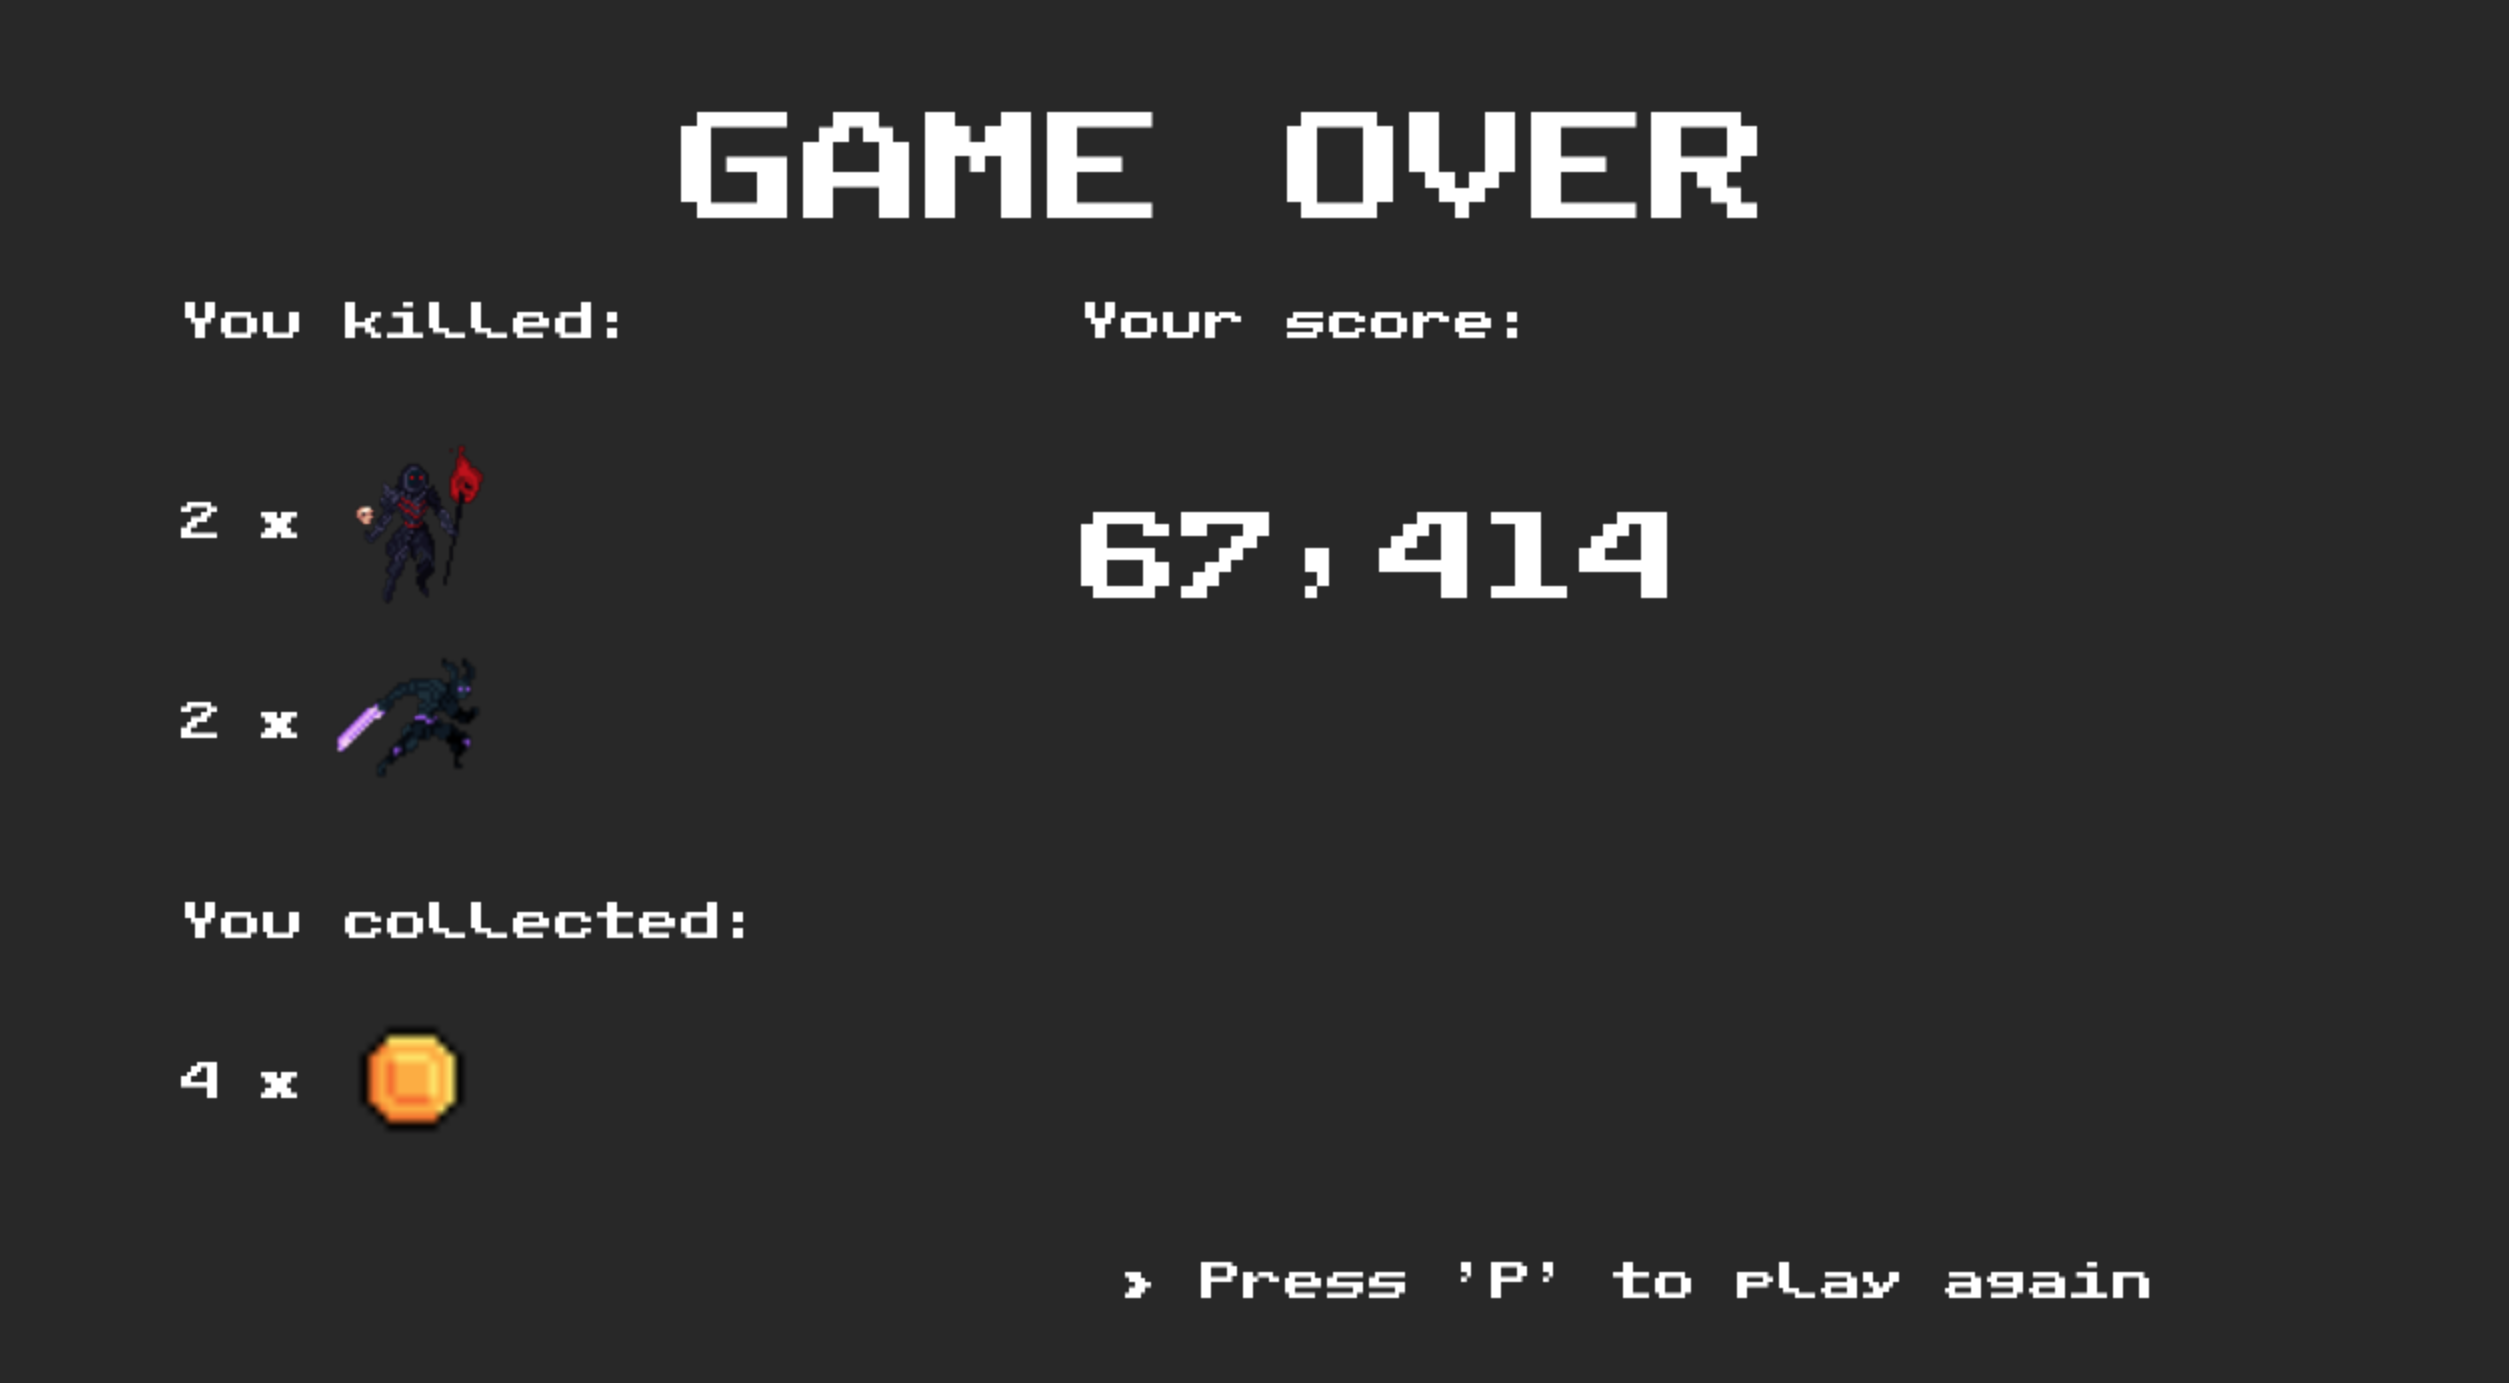 GAME OVER
You killed:
2 x
2 x
You collected:
4 x
Your score:
67,414
> Press 'P' to play again